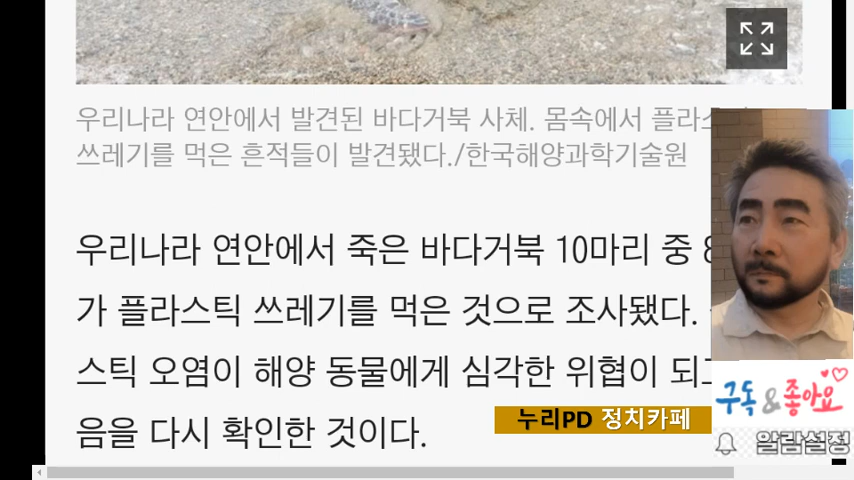 우리나라 연안에서 발견된 바다거북 사체. 몸속에서
쓰레기를 먹은 흔적들이 발견됐다./한국해양과학기술원
우리나라 연안에서 죽은 바다거북 10마리 중
가 플라스틱 쓰레기를 먹은 것으로 조사됐다.
스틱 오염이 해양 동물에게 심각한 위협이
음을 다시 확인한 것이다.
누리PD 정치카페
구독&좋아요
알람설정